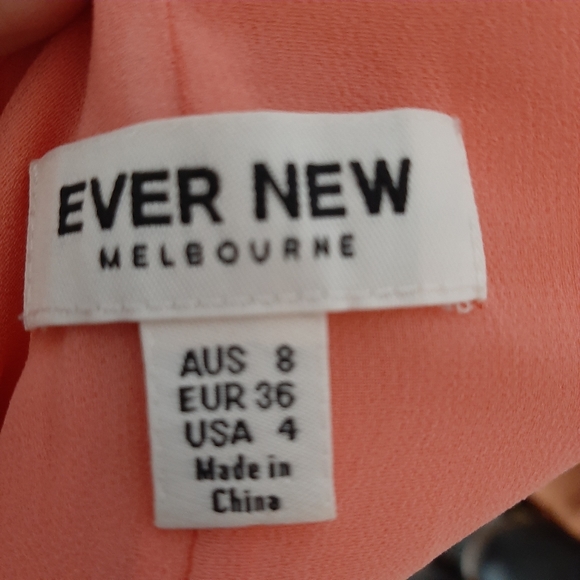 EVER NEW
MELBOURNE
AUS 8
EUR 36
USA 4
Made in
China